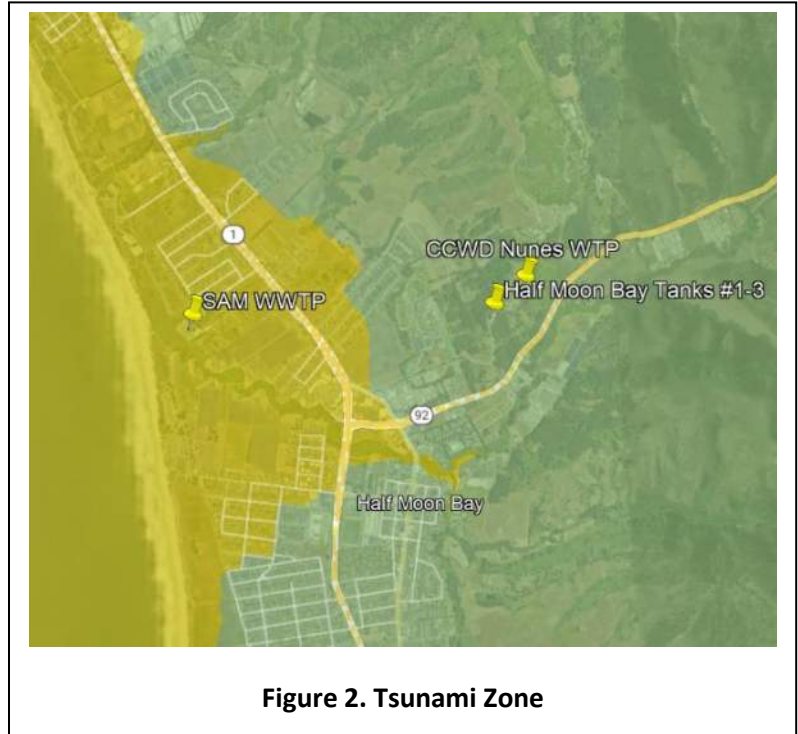 1
CCWD Nunes WTP
Half Moon Bay Tanks #1-3
SAM WWTP
92
Half Moon Bay
Figure 2. Tsunami Zone